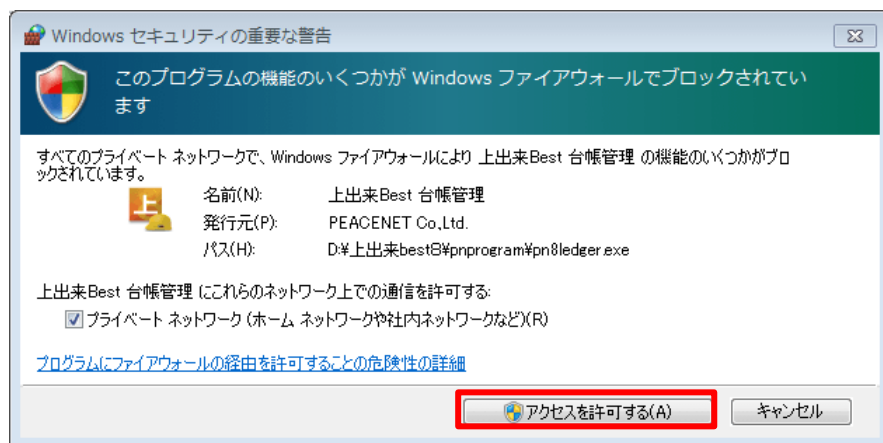 Windows セキュリティの重要な警告
このプログラムの機能のいくつかが Windows ファイアウォールでブロックされてい
ます
すべてのプライベート ネットワークで、Windows ファイアウォールにより 上出来Best 台帳管理 の機能のいくつかがブロ
ックされています。
上
名前(N): 上出来Best 台帳管理
発行元(P): PEACENET Co,Ltd.
パス(H): D:¥上出来best8¥pnprogram¥pn8ledger.exe
上出来Best 台帳管理 にこれらのネットワーク上での通信を許可する:
プライベート ネットワーク (ホーム ネットワークや社内ネットワークなど)(R)
プログラムにファイアウォールの経由を許可することの危険性の詳細
アクセスを許可する(A) キャンセル